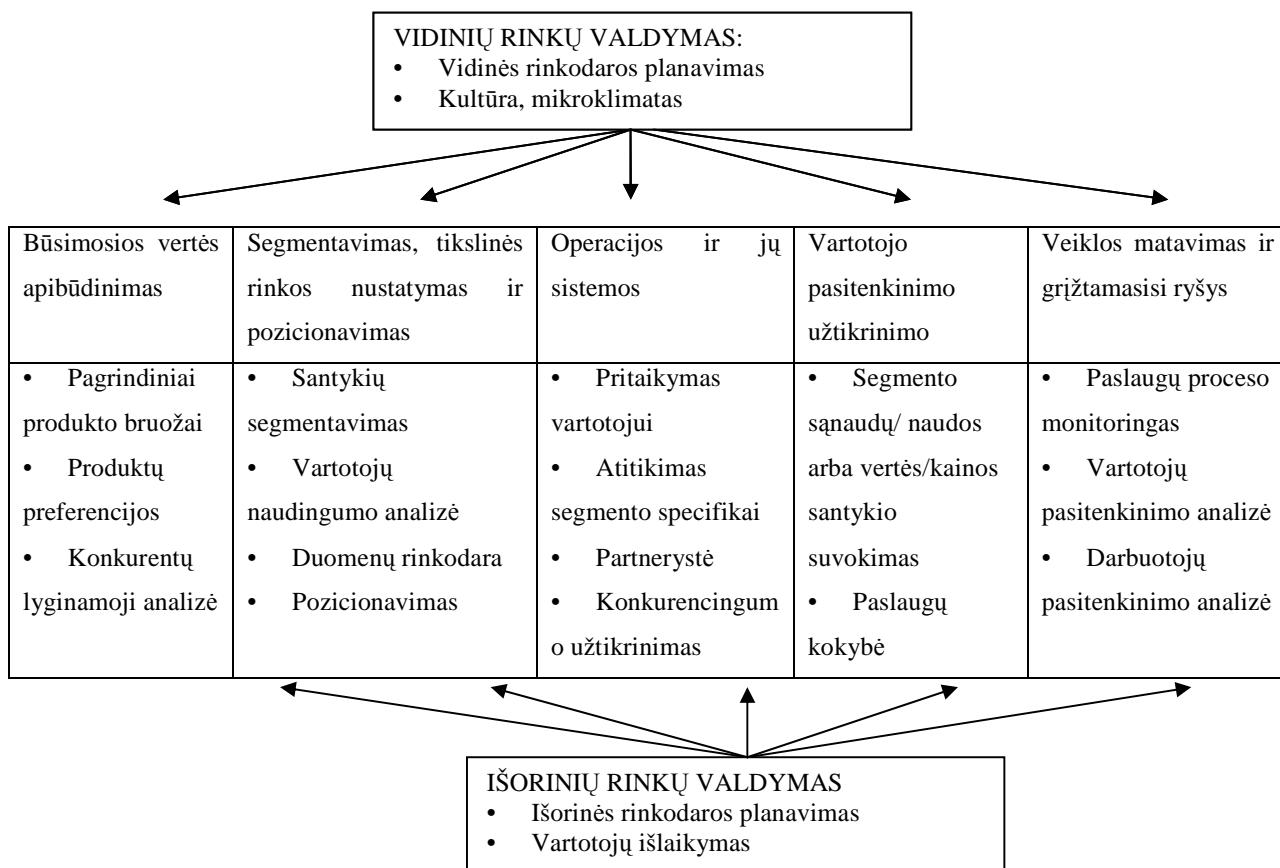 VIDINIŲ RINKŲ VALDYMAS:
• Vidinės rinkodaros planavimas
• Kultūra, mikroklimatas
Būsimosios vertės
apibūdinimas
Segmentavimas, tikslinės
rinkos nustatymas ir
pozicionavimas
Operacijos ir jų
sistemos
Vartotojo
pasitenkinimo
užtikrinimo
Veiklos matavimas ir
grįžtamasisi ryšys
• Pagrindiniai
produkto bruožai
• Produktų
preferencijos
• Konkurentų
lyginamoji analizė
• Santykių
segmentavimas
• Vartotojų
naudingumo analizė
• Duomenų rinkodara
• Pozicionavimas
• Pritaikymas
vartotojui
• Atitikimas
segmento specifikai
• Partnerystė
• Konkurencingum
o užtikrinimas
• Segmento
sąnaudų/ naudos
arba vertės/kainos
santykio
suvokimas
• Paslaugų
kokybė
• Paslaugų proceso
monitoringas
• Vartotojų
pasitenkinimo analizė
• Darbuotojų
pasitenkinimo analizė
IŠORINIŲ RINKŲ VALDYMAS
• Išorinės rinkodaros planavimas
• Vartotojų išlaikymas